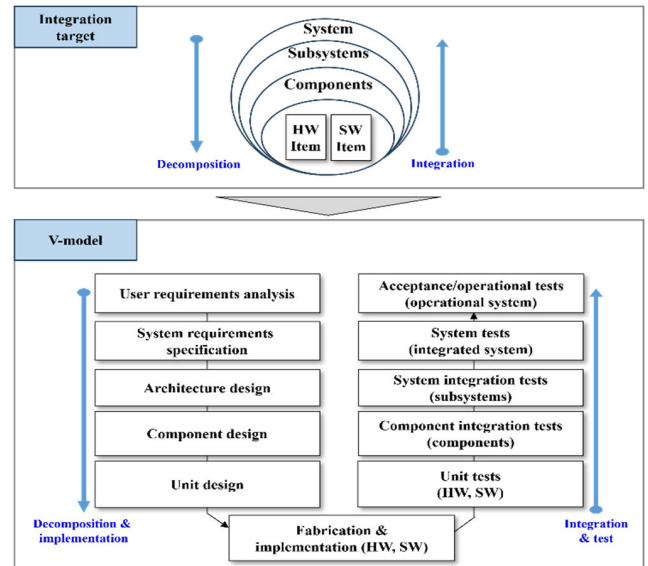 Integration
target
System
Subsystems
Components
HW
Item
SW
Item
Decomposition
Integration
V-model
User requirements analysis
System requirements
specification
Architecture design
Component design
Unit design
Acceptance/operational tests
(operational system)
System tests
(integrated system)
System integration tests
(subsystems)
Component integration tests
(components)
Unit tests
(HW, SW)
Decomposition &
implementation
Fabrication &
implementation (HW, SW)
Integration
& test